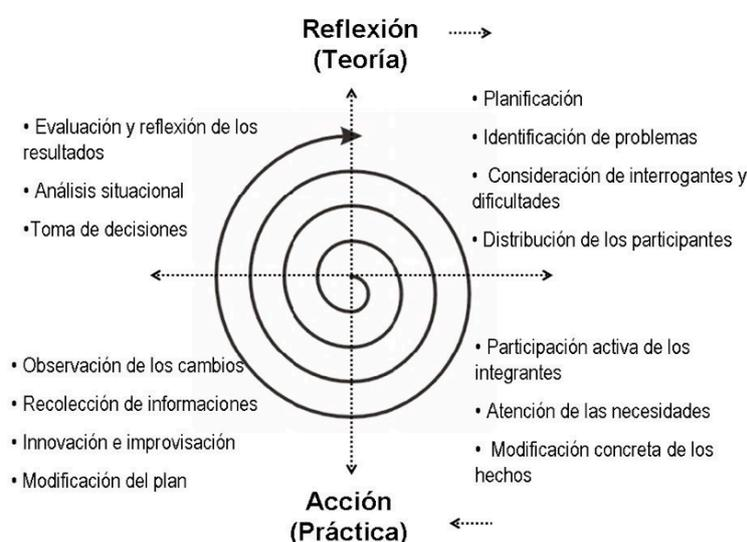 Reflexión
(Teoría)
• Evaluación y reflexión de los
resultados
• Análisis situacional
•Toma de decisiones
• Planificación
• Identificación de problemas
• Consideración de interrogantes y
dificultades
• Distribución de los participantes
• Observación de los cambios
• Recolección de informaciones
• Innovación e improvisación
• Modificación del plan
• Participación activa de los
integrantes
• Atención de las necesidades
• Modificación concreta de los
hechos
Acción
(Práctica)